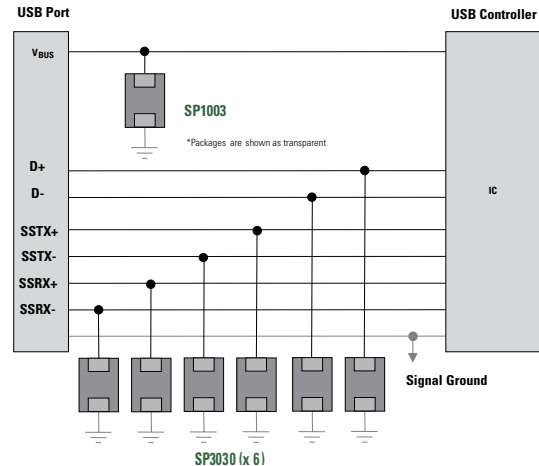 USB Port
USB Controller
VBUS
SP1003
*Packages are shown as transparent
D+
D-
IC
SSTX+
SSTX-
SSRX+
SSRX-
Signal Ground
SP3030 (x 6)